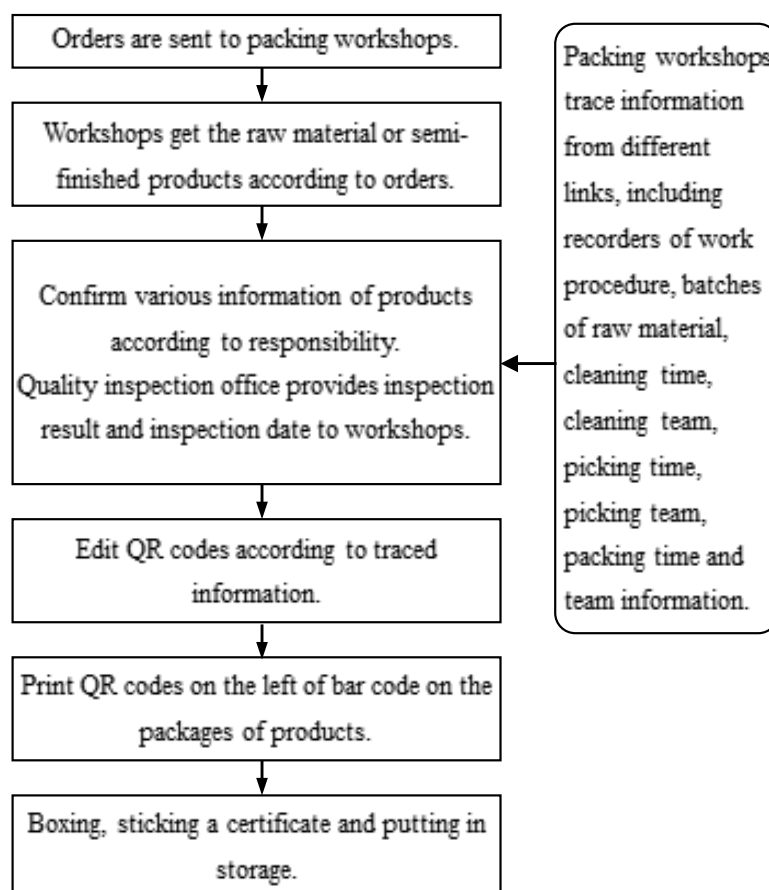 Orders are sent to packing workshops.
Workshops get the raw material or semi-
finished products according to orders.
Confirm various information of products
according to responsibility.
Quality inspection office provides inspection
result and inspection date to workshops.
Edit QR codes according to traced
information.
Print QR codes on the left of bar code on the
packages of products.
Boxing, sticking a certificate and putting in
storage.
Packing workshops
trace information
from different
links, including
recorders of work
procedure, batches
of raw material,
cleaning time,
cleaning team,
picking time,
picking team,
packing time and
team information.